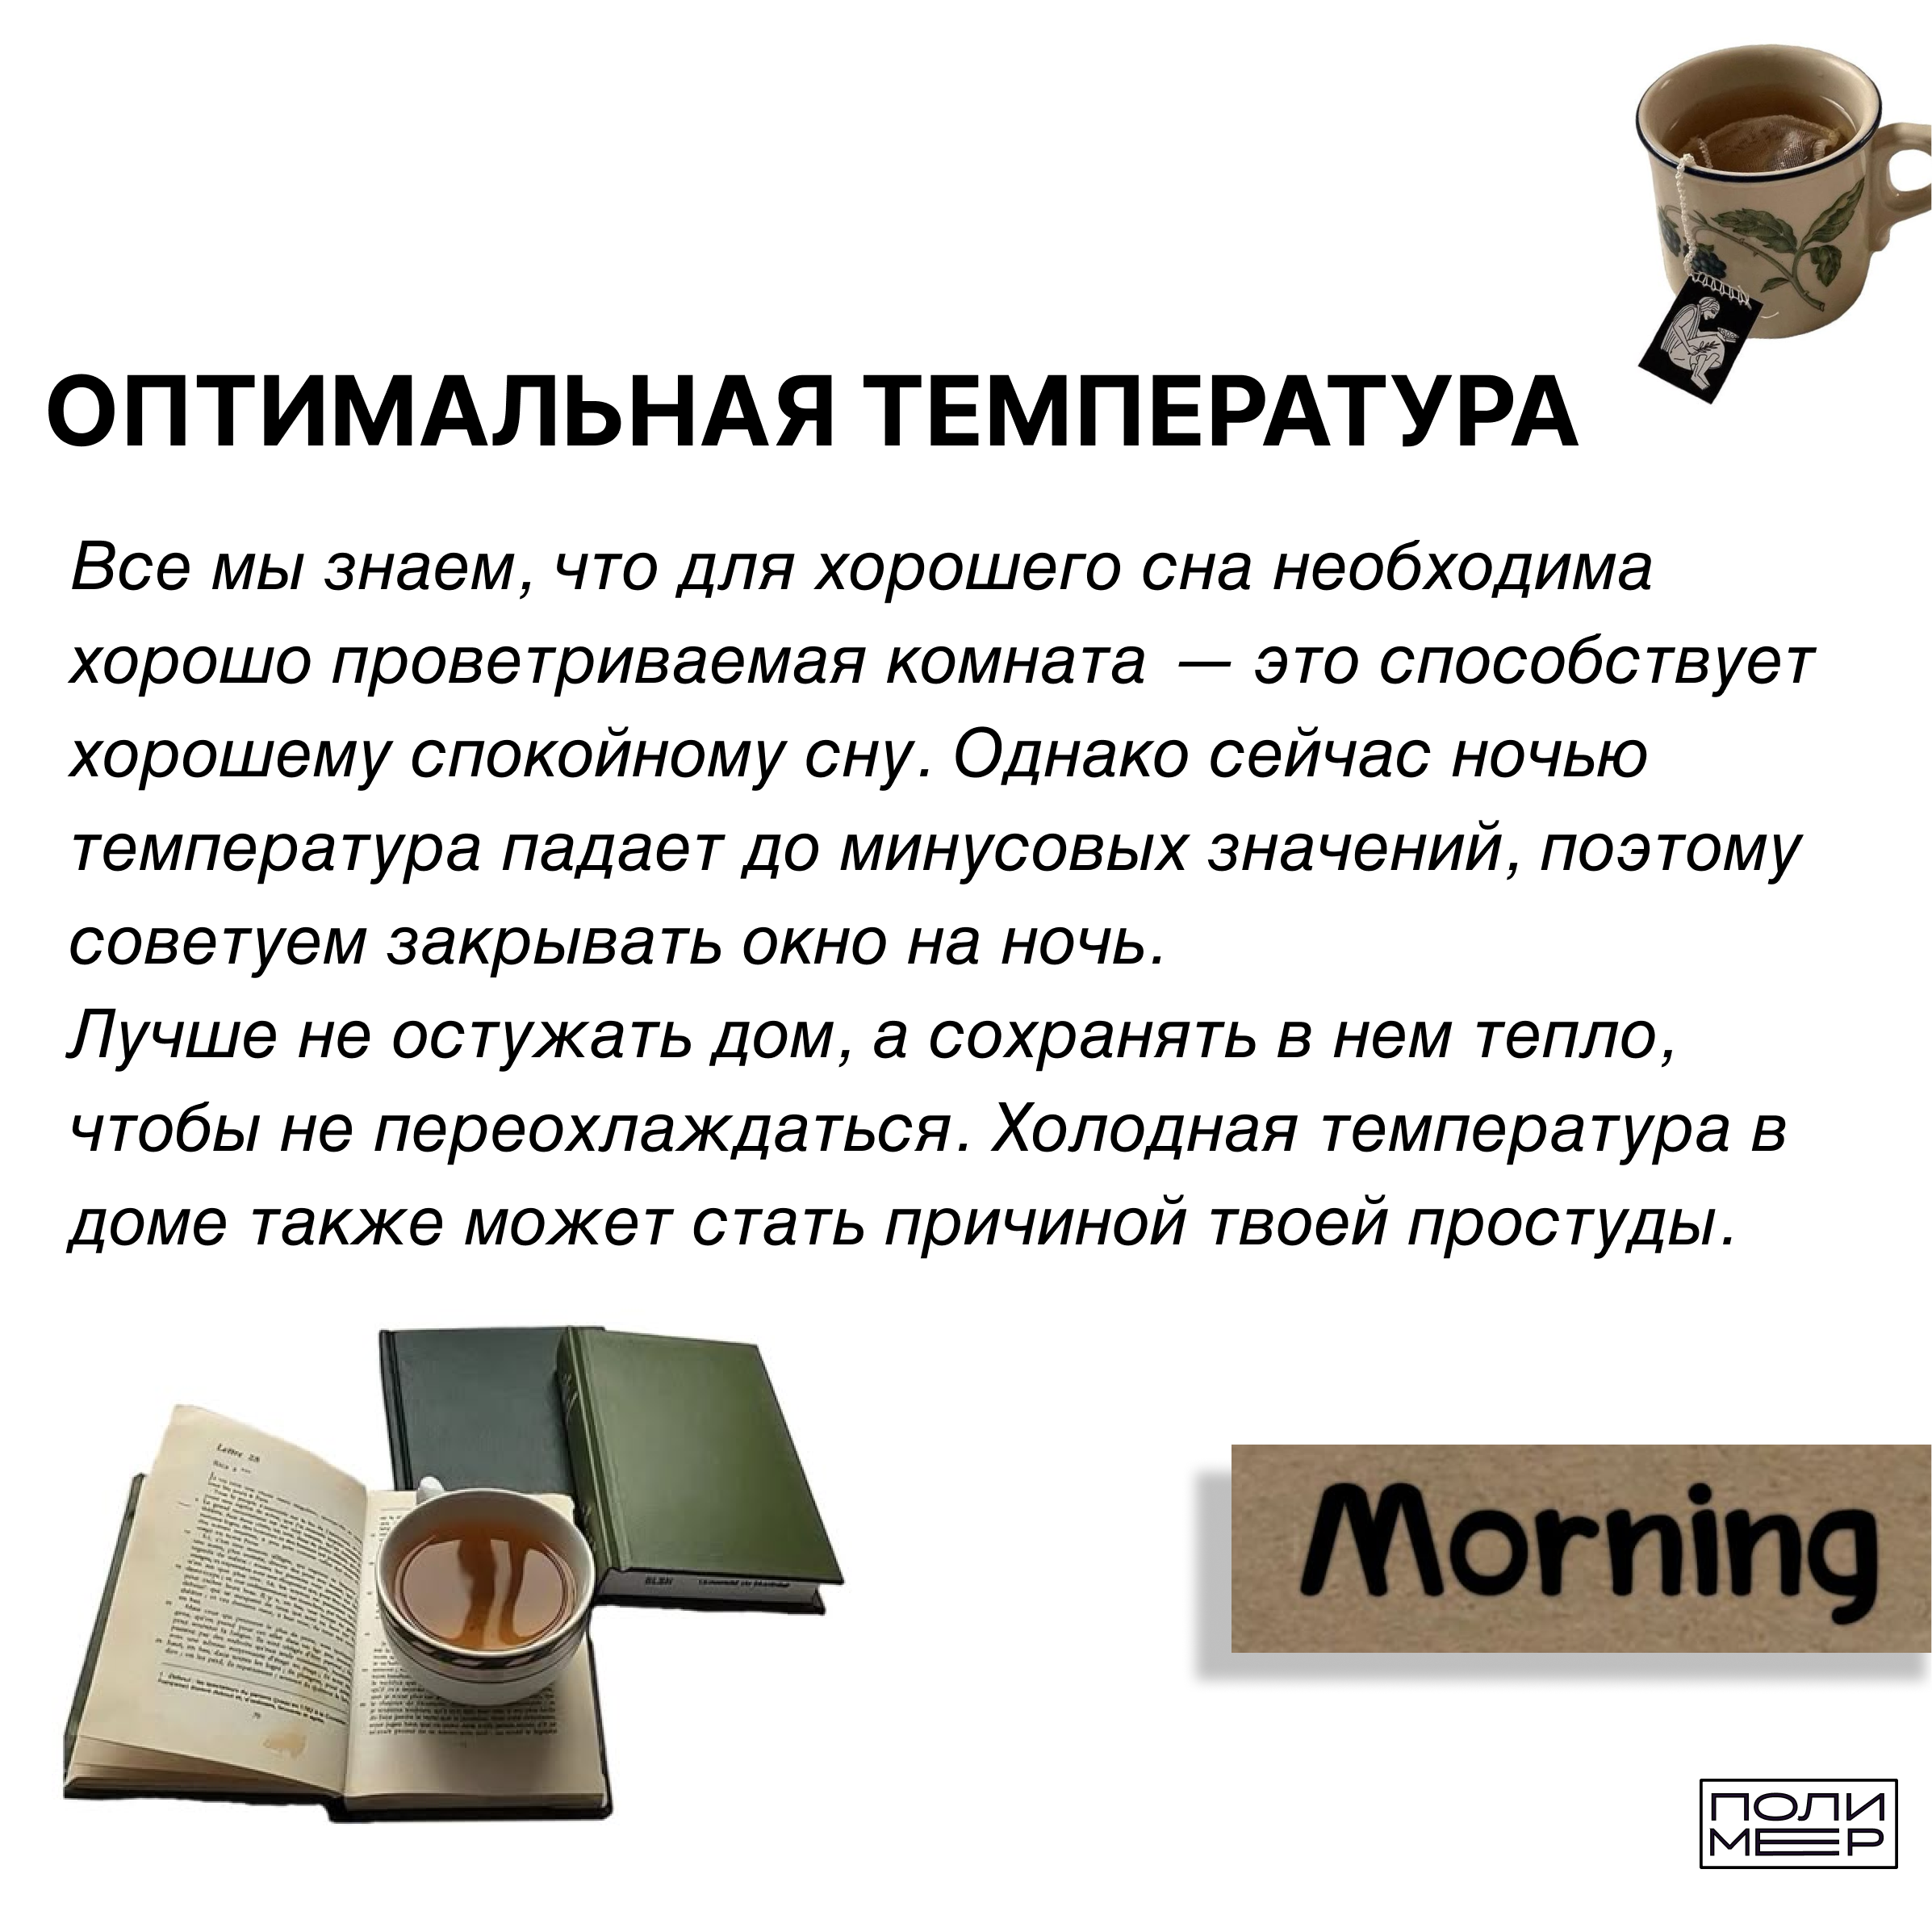 ОПТИМАЛЬНАЯ ТЕМПЕРАТУРА
Все мы знаем, что для хорошего сна необходима
хорошо проветриваемая комната — это способствует
хорошему спокойному сну. Однако сейчас ночью
температура падает до минусовых значений, поэтому
советуем закрывать окно на ночь.
Лучше не остужать дом, а сохранять в нем тепло,
чтобы не переохлаждаться. Холодная температура в
доме также может стать причиной твоей простуды.
Lettre 28
Morning
ПОЛИ
МЕР